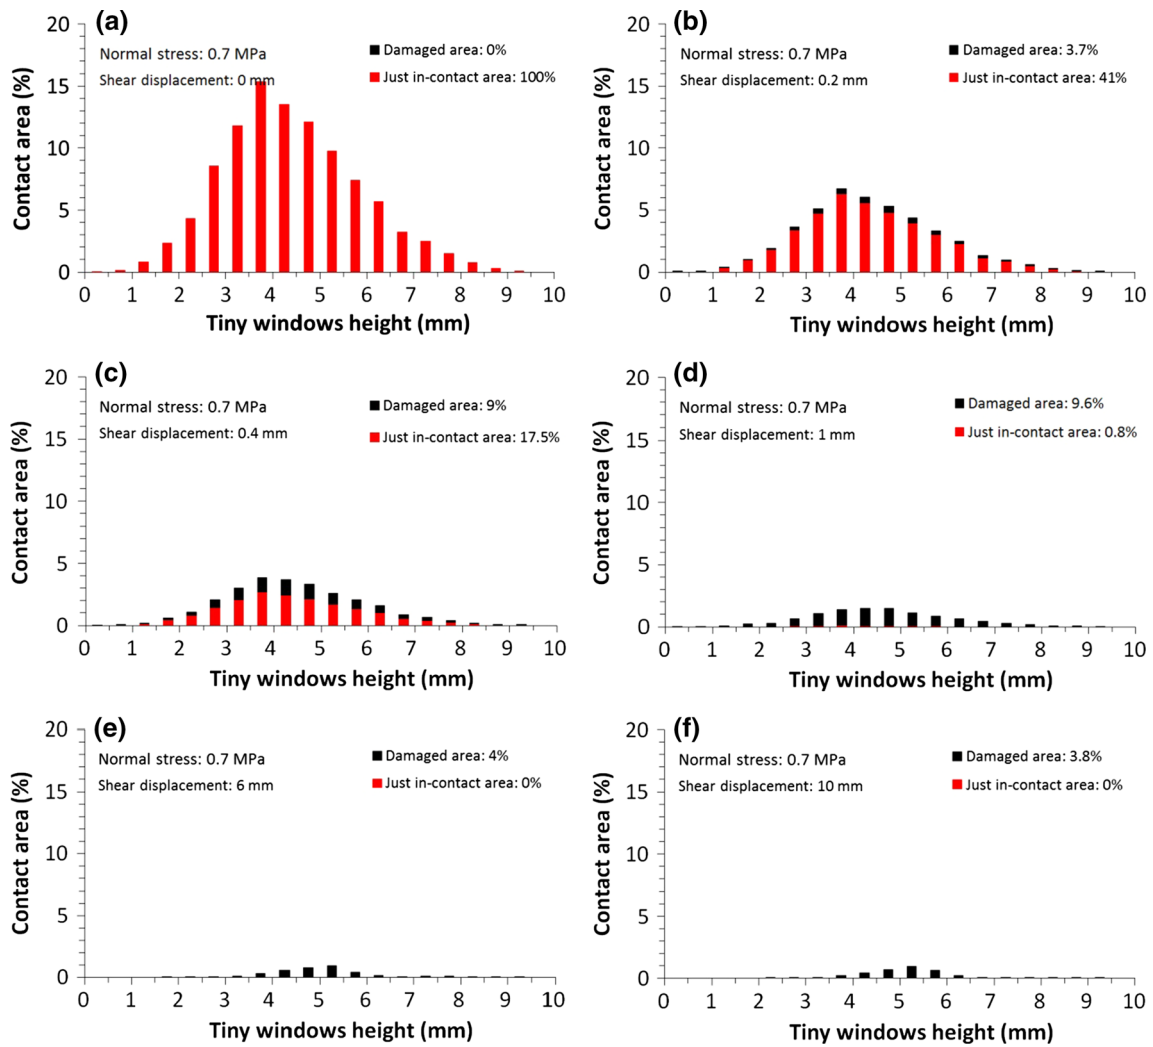 (a)
Normal stress: 0.7 MPa
Shear displacement: 0 mm
Damaged area: 0%
Just in-contact area: 100%
20
15
10
5
0
Contact area (%)
0 1 2 3 4 5 6 7 8 9 10
Tiny windows height (mm)
(b)
Normal stress: 0.7 MPa
Shear displacement: 0.2 mm
Damaged area: 3.7%
Just in-contact area: 41%
20
15
10
5
0
Contact area (%)
0 1 2 3 4 5 6 7 8 9 10
Tiny windows height (mm)
(c)
Normal stress: 0.7 MPa
Shear displacement: 0.4 mm
Damaged area: 9%
Just in-contact area: 17.5%
20
15
10
5
0
Contact area (%)
0 1 2 3 4 5 6 7 8 9 10
Tiny windows height (mm)
(d)
Normal stress: 0.7 MPa
Shear displacement: 1 mm
Damaged area: 9.6%
Just in-contact area: 0.8%
20
15
10
5
0
Contact area (%)
0 1 2 3 4 5 6 7 8 9 10
Tiny windows height (mm)
(e)
Normal stress: 0.7 MPa
Shear displacement: 6 mm
Damaged area: 4%
Just in-contact area: 0%
20
15
10
5
0
Contact area (%)
0 1 2 3 4 5 6 7 8 9 10
Tiny windows height (mm)
(f)
Normal stress: 0.7 MPa
Shear displacement: 10 mm
Damaged area: 3.8%
Just in-contact area: 0%
20
15
10
5
0
Contact area (%)
0 1 2 3 4 5 6 7 8 9 10
Tiny windows height (mm)